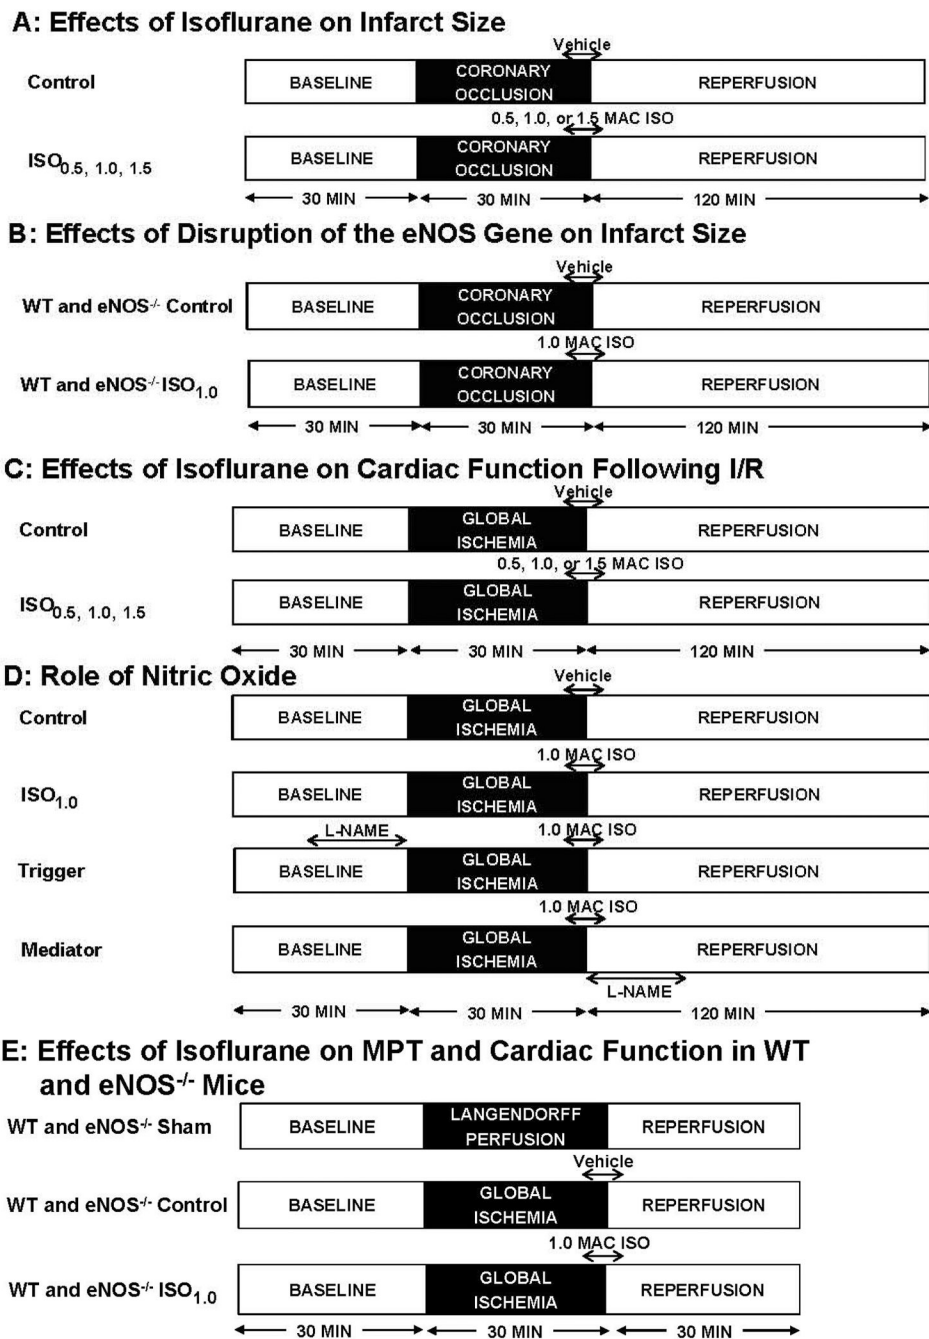 A: Effects of Isoflurane on Infarct Size
Vehicle
Control
BASELINE
CORONARY
OCCLUSION
REPERFUSION
0.5, 1.0, or 1.5 MAC ISO
ISO0.5, 1.0, 1.5
BASELINE
CORONARY
OCCLUSION
REPERFUSION
30 MIN
30 MIN
120 MIN
B: Effects of Disruption of the eNOS Gene on Infarct Size
Vehicle
WT and eNOS-/- Control
BASELINE
CORONARY
OCCLUSION
REPERFUSION
1.0 MAC ISO
WT and eNOS-/- ISO1.0
BASELINE
CORONARY
OCCLUSION
REPERFUSION
30 MIN
30 MIN
120 MIN
C: Effects of Isoflurane on Cardiac Function Following I/R
Vehicle
Control
BASELINE
GLOBAL
ISCHEMIA
REPERFUSION
0.5, 1.0, or 1.5 MAC ISO
ISO0.5, 1.0, 1.5
BASELINE
GLOBAL
ISCHEMIA
REPERFUSION
30 MIN
30 MIN
120 MIN
D: Role of Nitric Oxide
Vehicle
Control
BASELINE
GLOBAL
ISCHEMIA
REPERFUSION
1.0 MAC ISO
ISO1.0
BASELINE
GLOBAL
ISCHEMIA
REPERFUSION
L-NAME
1.0 MAC ISO
Trigger
BASELINE
GLOBAL
ISCHEMIA
REPERFUSION
1.0 MAC ISO
Mediator
BASELINE
GLOBAL
ISCHEMIA
REPERFUSION
L-NAME
30 MIN
30 MIN
120 MIN
E: Effects of Isoflurane on MPT and Cardiac Function in WT
and eNOS-/- Mice
WT and eNOS-/- Sham
BASELINE
LANGENDORFF
PERFUSION
REPERFUSION
Vehicle
WT and eNOS-/- Control
BASELINE
GLOBAL
ISCHEMIA
REPERFUSION
1.0 MAC ISO
WT and eNOS-/- ISO1.0
BASELINE
GLOBAL
ISCHEMIA
REPERFUSION
30 MIN
30 MIN
30 MIN